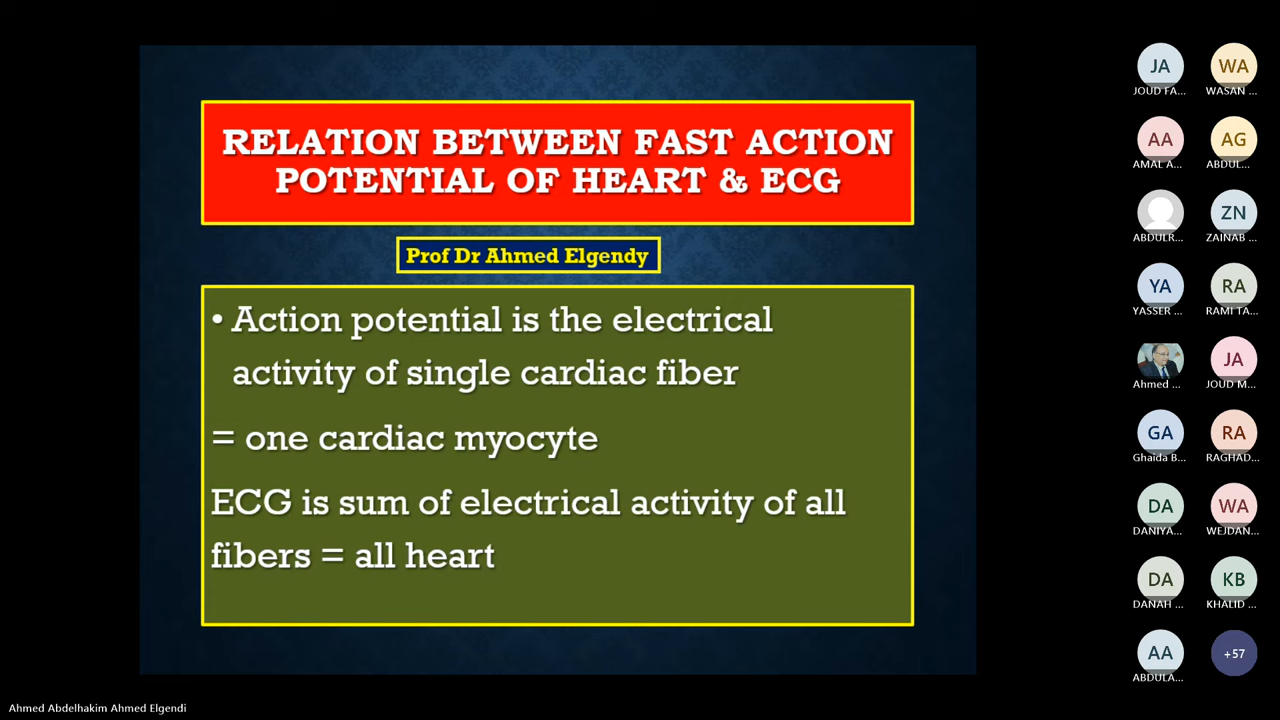 RELATION BETWEEN FAST ACTION
POTENTIAL OF HEART & ECG
Prof Dr Ahmed Elgendy
• Action potential is the electrical
activity of single cardiac fiber
= one cardiac myocyte
ECG is sum of electrical activity of all
fibers = all heart
JA
JOUD FA...
WA
WASAN ...
AA
AMAL A...
AG
ABDUL...
ABDULR...
ZN
ZAINAB ...
YA
YASSER ...
RA
RAMI TA...
Ahmed ...
JA
JOUD M...
GA
Ghaida B...
RA
RAGHAD...
DA
DANIYA...
WA
WEJDAN...
DA
DANAH ...
KB
KHALID ...
AA
ABDULA...
+57
Ahmed Abdelhakim Ahmed Elgendi